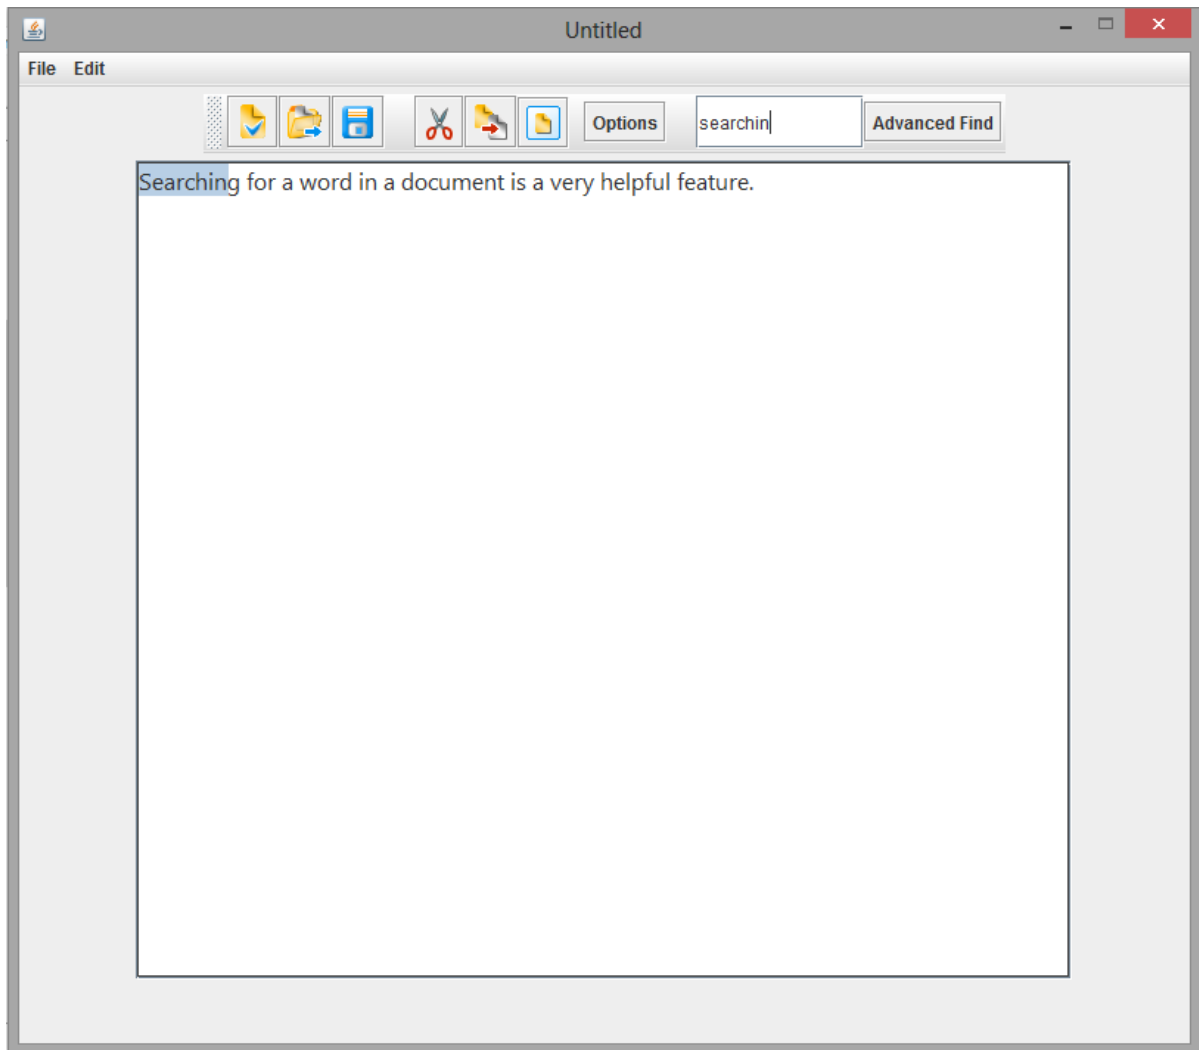 Untitled
File Edit
Options searchin Advanced Find
Searching for a word in a document is a very helpful feature.